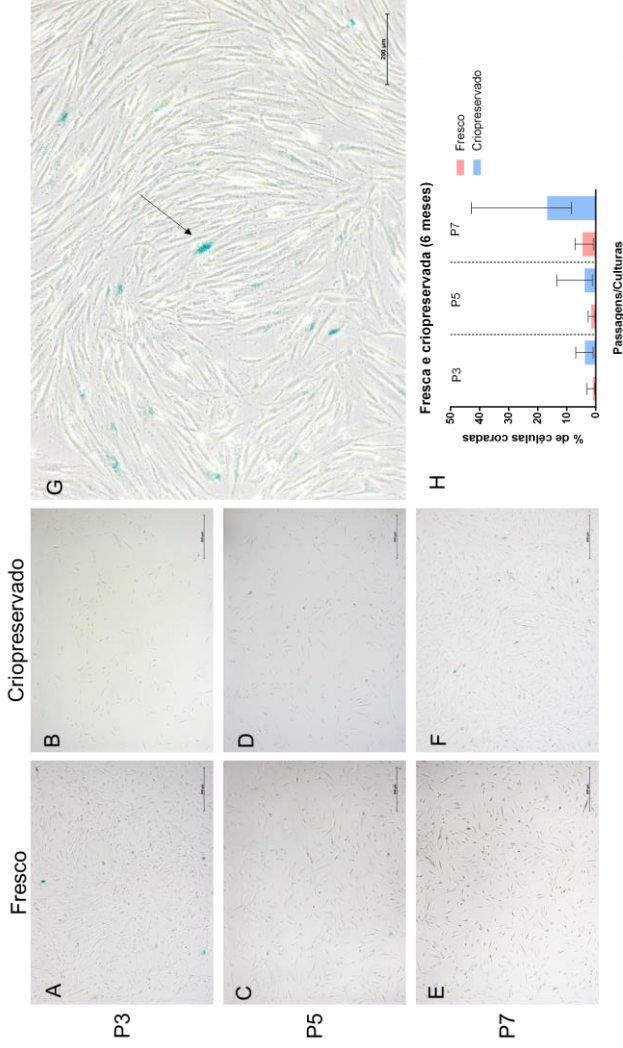 Fresco
Criopreservado
P3
A
B
P5
C
D
P7
E
F
G
200 µm
H
Fresca e criopreservada (6 meses)
Fresco
Criopreservado
P3
P5
P7
50
40
30
20
10
0
% de células coradas
Passagens/Culturas